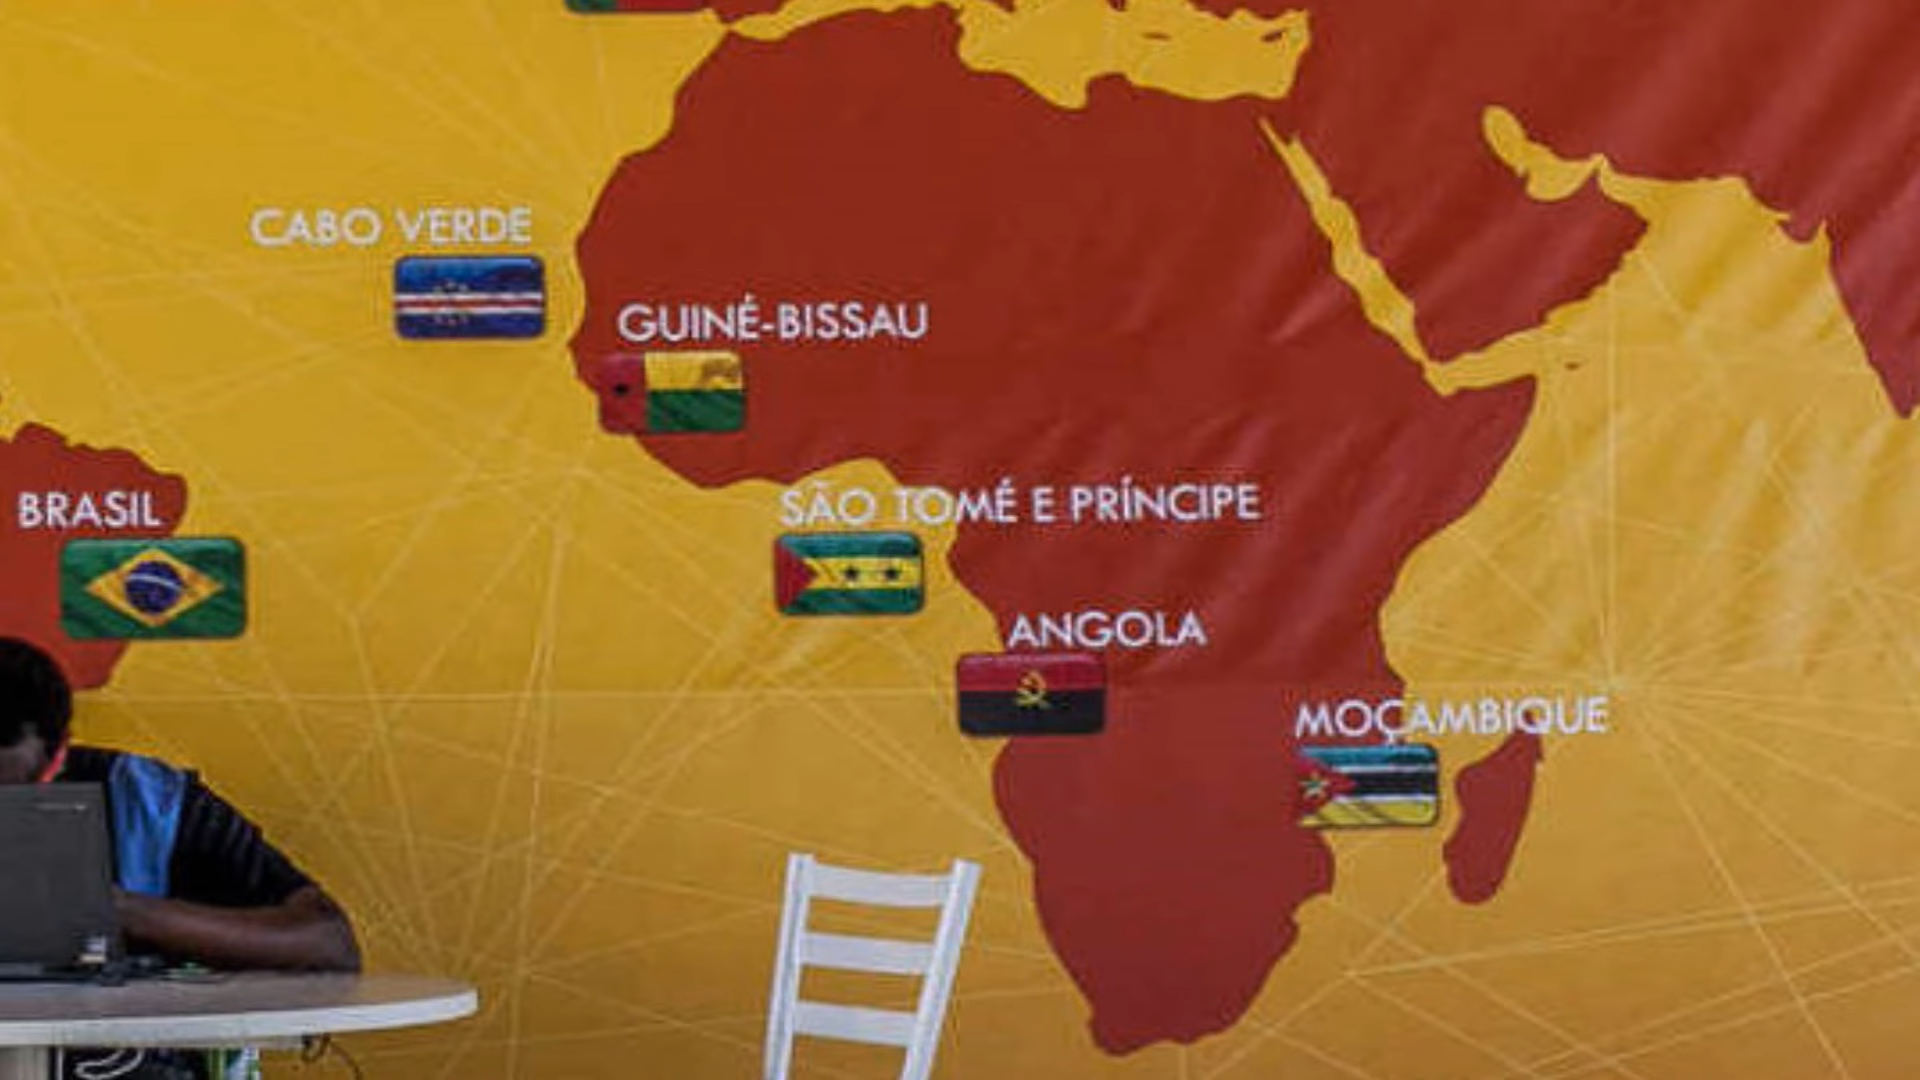 CABO VERDE
GUINÉ-BISSAU
BRASIL
SÃO TOMÉ E PRÍNCIPE
ANGOLA
MOÇAMBIQUE